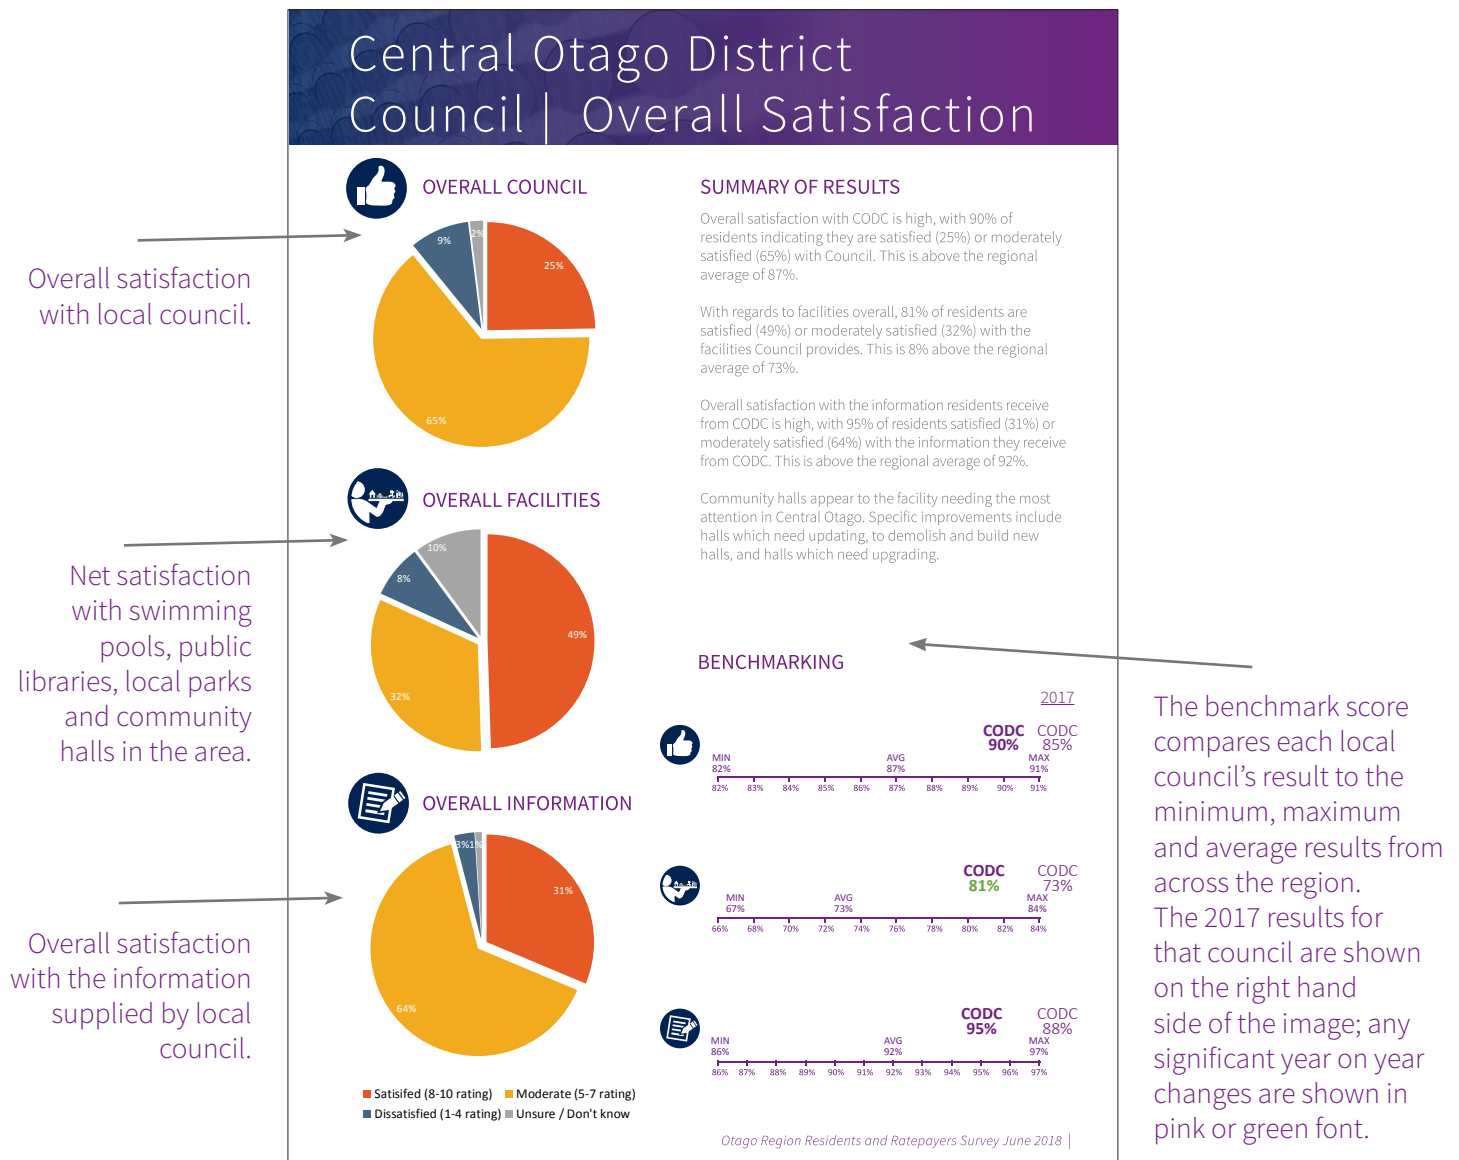 Central Otago District
Council | Overall Satisfaction
OVERALL COUNCIL
2%
9%
25%
65%
Overall satisfaction
with local council.
OVERALL FACILITIES
10%
8%
49%
32%
Net satisfaction
with swimming
pools, public
libraries, local parks
and community
halls in the area.
OVERALL INFORMATION
3%
1%
31%
64%
Overall satisfaction
with the information
supplied by local
council.
Satisifed (8-10 rating)
Moderate (5-7 rating)
Dissatisfied (1-4 rating)
Unsure / Don't know
SUMMARY OF RESULTS
Overall satisfaction with CODC is high, with 90% of
residents indicating they are satisfied (25%) or moderately
satisfied (65%) with Council. This is above the regional
average of 87%.
With regards to facilities overall, 81% of residents are
satisfied (49%) or moderately satisfied (32%) with the
facilities Council provides. This is 8% above the regional
average of 73%.
Overall satisfaction with the information residents receive
from CODC is high, with 95% of residents satisfied (31%) or
moderately satisfied (64%) with the information they receive
from CODC. This is above the regional average of 92%.
Community halls appear to the facility needing the most
attention in Central Otago. Specific improvements include
halls which need updating, to demolish and build new
halls, and halls which need upgrading.
BENCHMARKING
2017
CODC CODC
90% 85%
MIN AVG MAX
82% 87% 91%
82% 83% 84% 85% 86% 87% 88% 89% 90% 91%
CODC CODC
81% 73%
MIN AVG MAX
67% 73% 84%
66% 68% 70% 72% 74% 76% 78% 80% 82% 84%
CODC CODC
95% 88%
MIN AVG MAX
86% 92% 97%
86% 87% 88% 89% 90% 91% 92% 93% 94% 95% 96% 97%
Otago Region Residents and Ratepayers Survey June 2018 |
The benchmark score
compares each local
council's result to the
minimum, maximum
and average results from
across the region.
The 2017 results for
that council are shown
on the right hand
side of the image; any
significant year on year
changes are shown in
pink or green font.